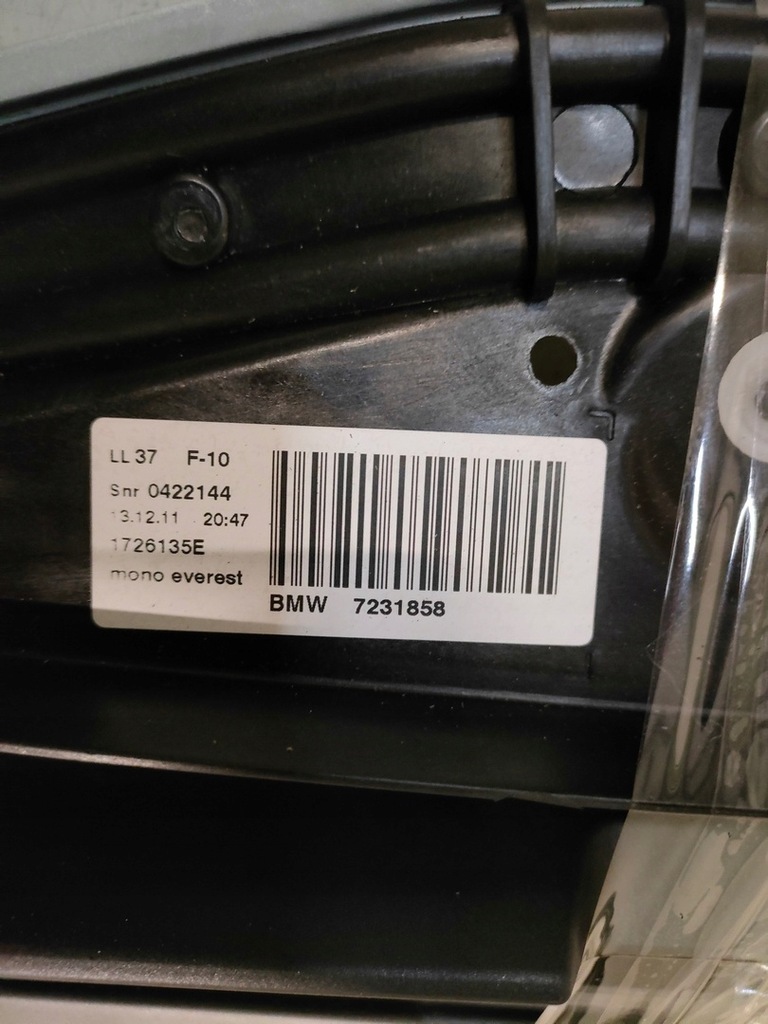 LL 37 F-10
Snr 0422144
13.12.11 20:47
1726135E
mono everest
BMW 7231858